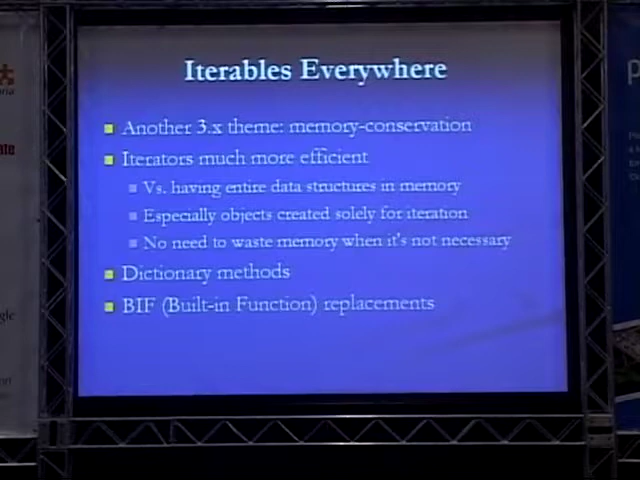 Iterables Everywhere
Another 3.x theme: memory-conservation
Iterators much more efficient
Vs. having entire data structures in memory
Especially objects created solely for iteration
No need to waste memory when it's not necessary
Dictionary methods
BIF (Built-in Function) replacements